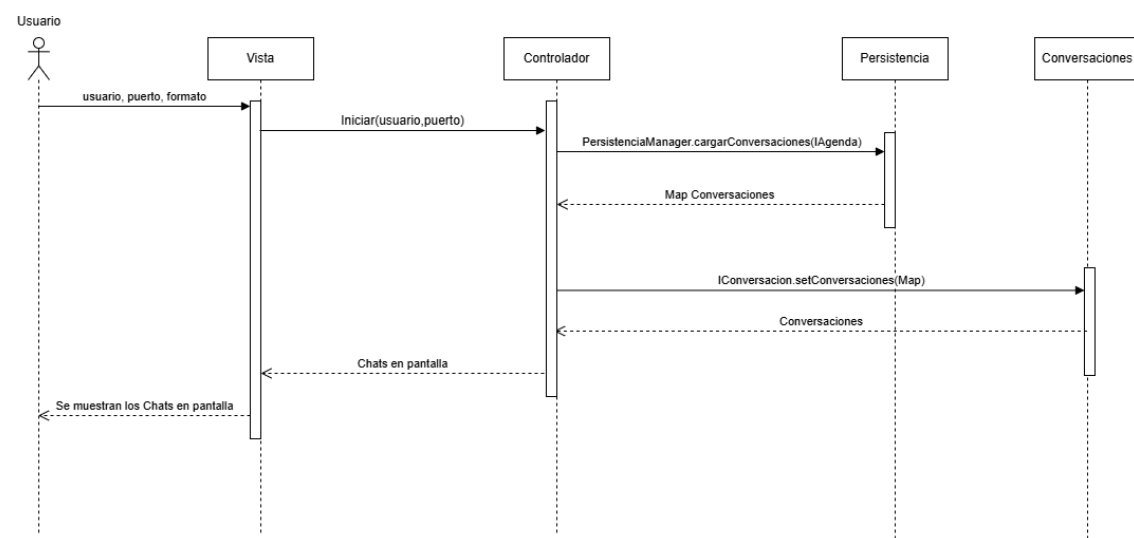 Usuario
Vista
Controlador
Persistencia
Conversaciones
usuario, puerto, formato
Iniciar(usuario,puerto)
PersistenciaManager.cargarConversaciones(IAgenda)
Map Conversaciones
IConversacion.setConversaciones(Map)
Conversaciones
Chats en pantalla
Se muestran los Chats en pantalla